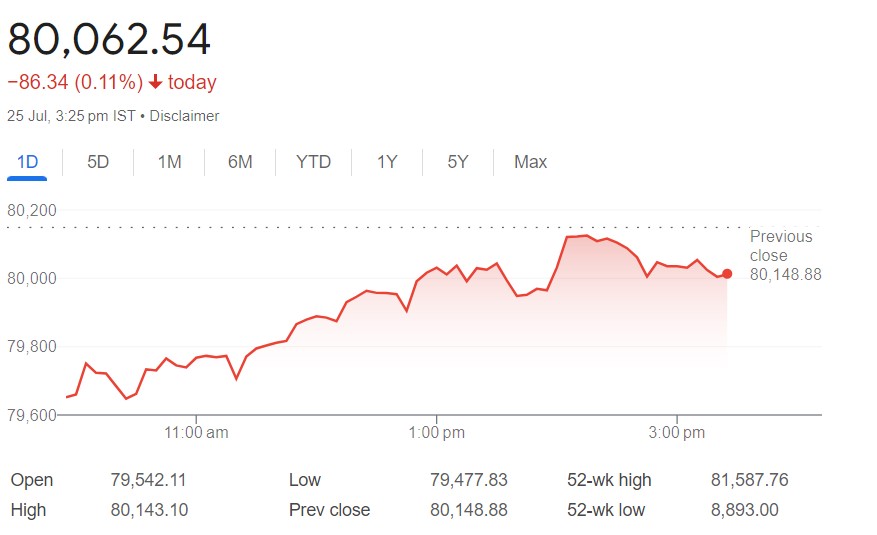 80,062.54
−86.34 (0.11%) ↓ today
25 Jul, 3:25 pm IST • Disclaimer
1D 5D 1M 6M YTD 1Y 5Y Max
80,200
Previous
close
80,148.88
80,000
79,800
79,600
11:00 am 1:00 pm 3:00 pm
Open 79,542.11 Low 79,477.83 52-wk high 81,587.76
High 80,143.10 Prev close 80,148.88 52-wk low 8,893.00